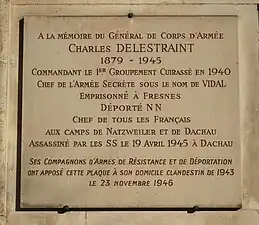 A LA MÉMOIRE DU GÉNÉRAL DE CORPS D'ARMÉE
CHARLES DELESTRAINT
1879 - 1945
COMMANDANT LE 1ER GROUPEMENT CUIRASSÉ EN 1940
CHEF DE L'ARMÉE SECRÈTE SOUS LE NOM DE VIDAL
EMPRISONNÉ À FRESNES
DÉPORTÉ NN
CHEF DE TOUS LES FRANÇAIS
AUX CAMPS DE NATZWEILER ET DE DACHAU
ASSASSINÉ PAR LES SS LE 19 AVRIL 1945 À DACHAU
SES COMPAGNONS D'ARMES, DE RÉSISTANCE ET DE DÉPORTATION
ONT APPOSÉ CETTE PLAQUE À SON DOMICILE CLANDESTIN DE 1943
LE 23 NOVEMBRE 1946